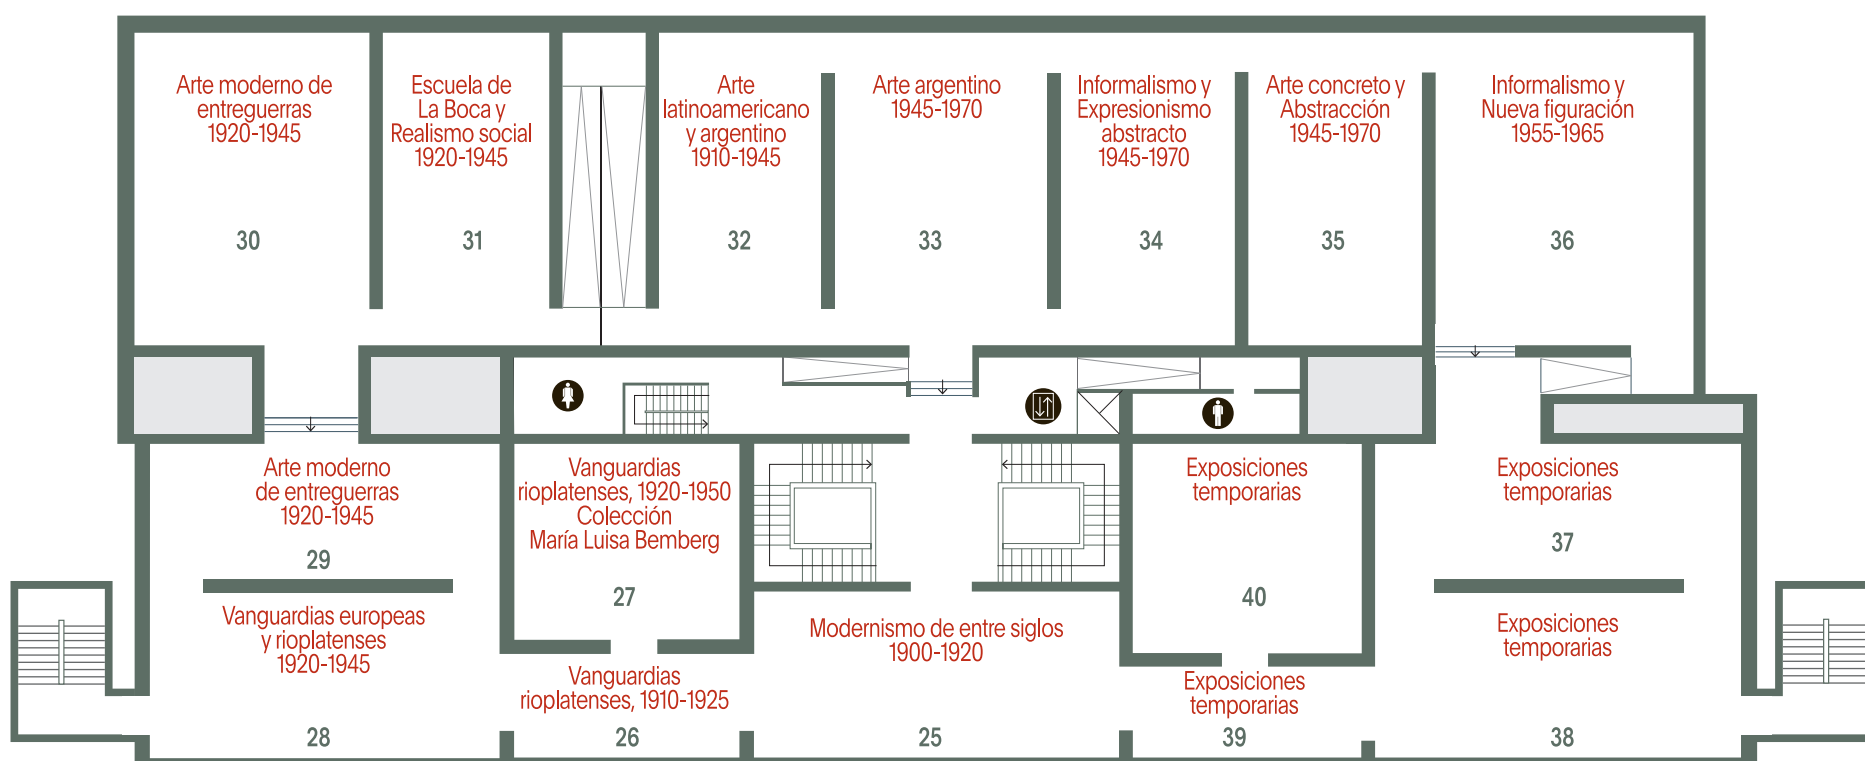 Arte moderno de
entreguerras
1920-1945
30
Escuela de
La Boca y
Realismo social
1920-1945
31
Arte
latinoamericano
y argentino
1910-1945
32
Arte argentino
1945-1970
33
Informalismo y
Expresionismo
abstracto
1945-1970
34
Arte concreto y
Abstracción
1945-1970
35
Informalismo y
Nueva figuración
1955-1965
36
Arte moderno
de entreguerras
1920-1945
29
Vanguardias europeas
y rioplatenses
1920-1945
28
Vanguardias
rioplatenses, 1920-1950
Colección
María Luisa Bemberg
27
Vanguardias
rioplatenses, 1910-1925
26
Modernismo de entre siglos
1900-1920
25
Exposiciones
temporarias
40
Exposiciones
temporarias
39
Exposiciones
temporarias
37
Exposiciones
temporarias
38